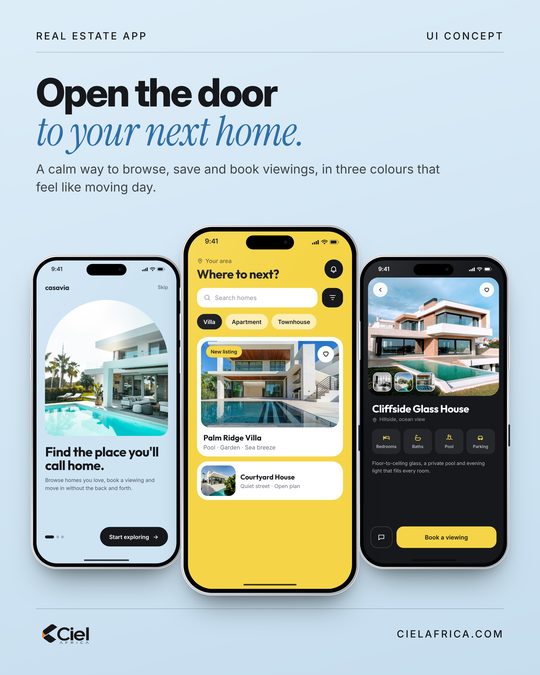 REAL ESTATE APP
UI CONCEPT
Open the door
to your next home.
A calm way to browse, save and book viewings, in three colours that
feel like moving day.
9:41
casavia
Skip
Find the place you'll
call home.
Browse homes you love, book a viewing and
move in without the back and forth.
Start exploring →
9:41
Your area
Where to next?
Search homes
Villa
Apartment
Townhouse
New listing
Palm Ridge Villa
Pool · Garden · Sea breeze
Courtyard House
Quiet street · Open plan
9:41
Cliffside Glass House
Hillside, ocean view
Bedrooms
Baths
Pool
Parking
Floor-to-ceiling glass, a private pool and evening
light that fills every room.
Book a viewing
Ciel
AFRICA
CIELAFRICA.COM